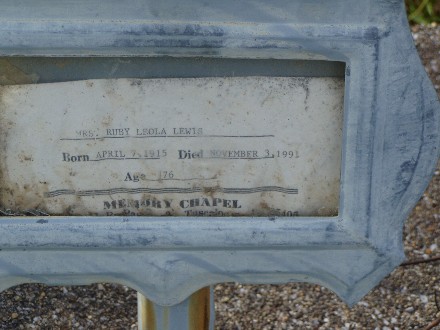 MRS. RUBY LEOLA LEWIS
Born APRIL 7, 1915 Died NOVEMBER 3, 1991
Age 76
MEMORY CHAPEL